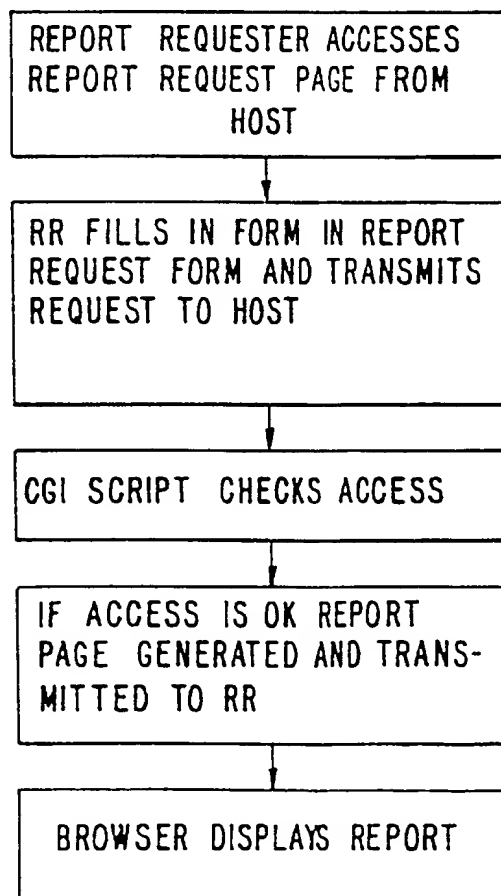 REPORT REQUESTER ACCESSES
REPORT REQUEST PAGE FROM
HOST
RR FILLS IN FORM IN REPORT
REQUEST FORM AND TRANSMITS
REQUEST TO HOST
CGI SCRIPT CHECKS ACCESS
IF ACCESS IS OK REPORT
PAGE GENERATED AND TRANS-
MITTED TO RR
BROWSER DISPLAYS REPORT